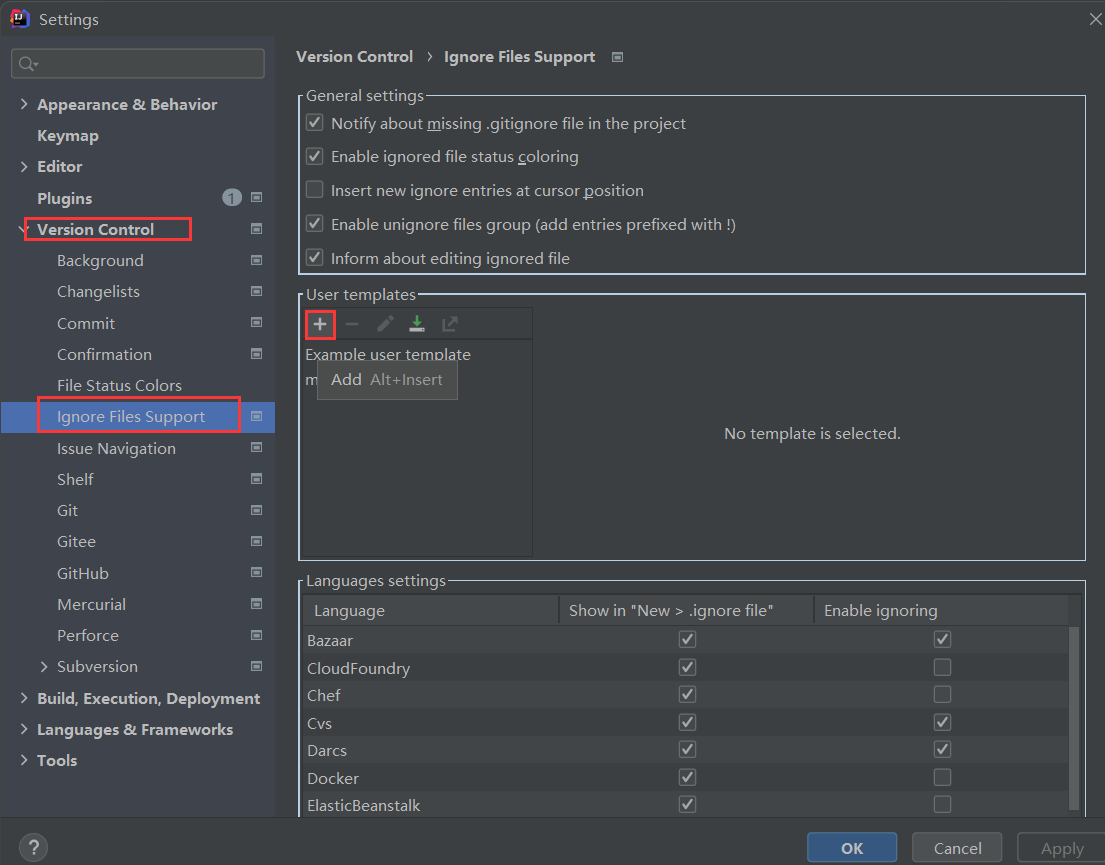 Settings
Version Control › Ignore Files Support
Appearance & Behavior
Keymap
Editor
Plugins 1
Version Control
Background
Changelists
Commit
Confirmation
File Status Colors
Ignore Files Support
Issue Navigation
Shelf
Git
Gitee
GitHub
Mercurial
Perforce
Subversion
Build, Execution, Deployment
Languages & Frameworks
Tools
General settings
Notify about missing .gitignore file in the project
Enable ignored file status coloring
Insert new ignore entries at cursor position
Enable unignore files group (add entries prefixed with !)
Inform about editing ignored file
User templates
Example user template
Add Alt+Insert
No template is selected.
Languages settings
Language Show in "New > .ignore file" Enable ignoring
Bazaar
CloudFoundry
Chef
Cvs
Darcs
Docker
ElasticBeanstalk
?
OK Cancel Apply